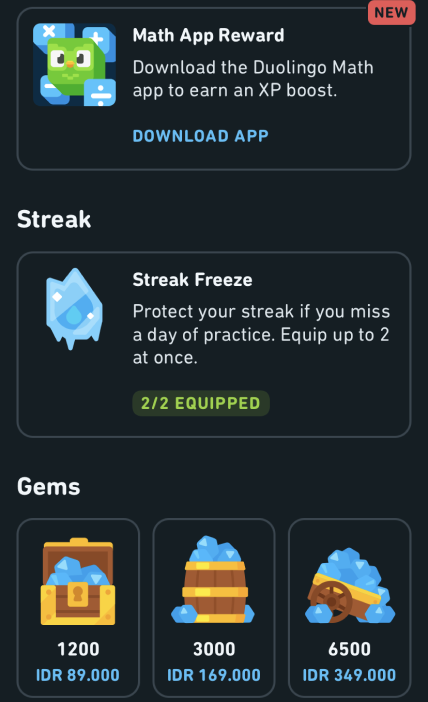 NEW
Math App Reward
Download the Duolingo Math
app to earn an XP boost.
DOWNLOAD APP
Streak
Streak Freeze
Protect your streak if you miss
a day of practice. Equip up to 2
at once.
2/2 EQUIPPED
Gems
1200
IDR 89.000
3000
IDR 169.000
6500
IDR 349.000